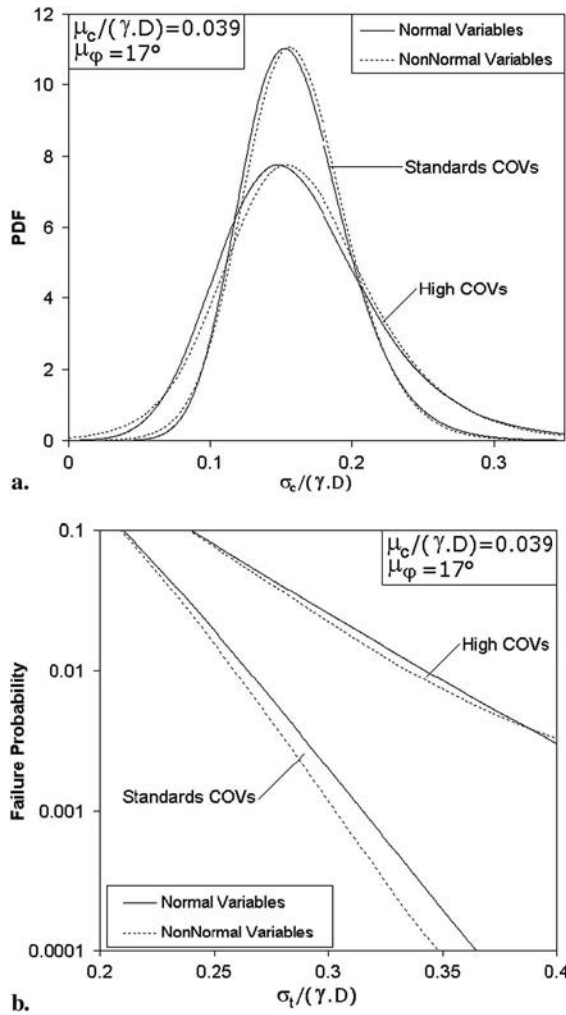 μc/(γ.D)=0.039
μφ=17°
Normal Variables
NonNormal Variables
Standards COVs
High COVs
PDF
12
10
8
6
4
2
0
0
0.1
0.2
0.3
σc/(γ.D)
a.
μc/(γ.D)=0.039
μφ=17°
High COVs
Standards COVs
Normal Variables
NonNormal Variables
Failure Probability
0.1
0.01
0.001
0.0001
0.2
0.25
0.3
0.35
0.4
σt/(γ.D)
b.